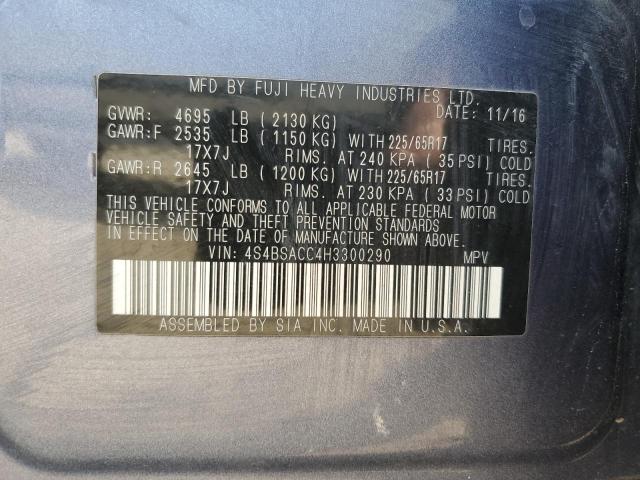 MFD BY FUJI HEAVY INDUSTRIES LTD.
GVWR: 4695 LB (2130 KG) DATE: 11/16
GAWR:F 2535 LB (1150 KG) WITH 225/65R17 TIRES.
17X7J RIMS. AT 240 KPA (35 PSI) COLD
GAWR:R 2645 LB (1200 KG) WITH 225/65R17 TIRES.
17X7J RIMS. AT 230 KPA (33 PSI) COLD
THIS VEHICLE CONFORMS TO ALL APPLICABLE FEDERAL MOTOR
VEHICLE SAFETY AND THEFT PREVENTION STANDARDS
IN EFFECT ON THE DATE OF MANUFACTURE SHOWN ABOVE.
VIN: 4S4BSACC4H3300290 MPV
ASSEMBLED BY SIA INC. MADE IN U.S.A.